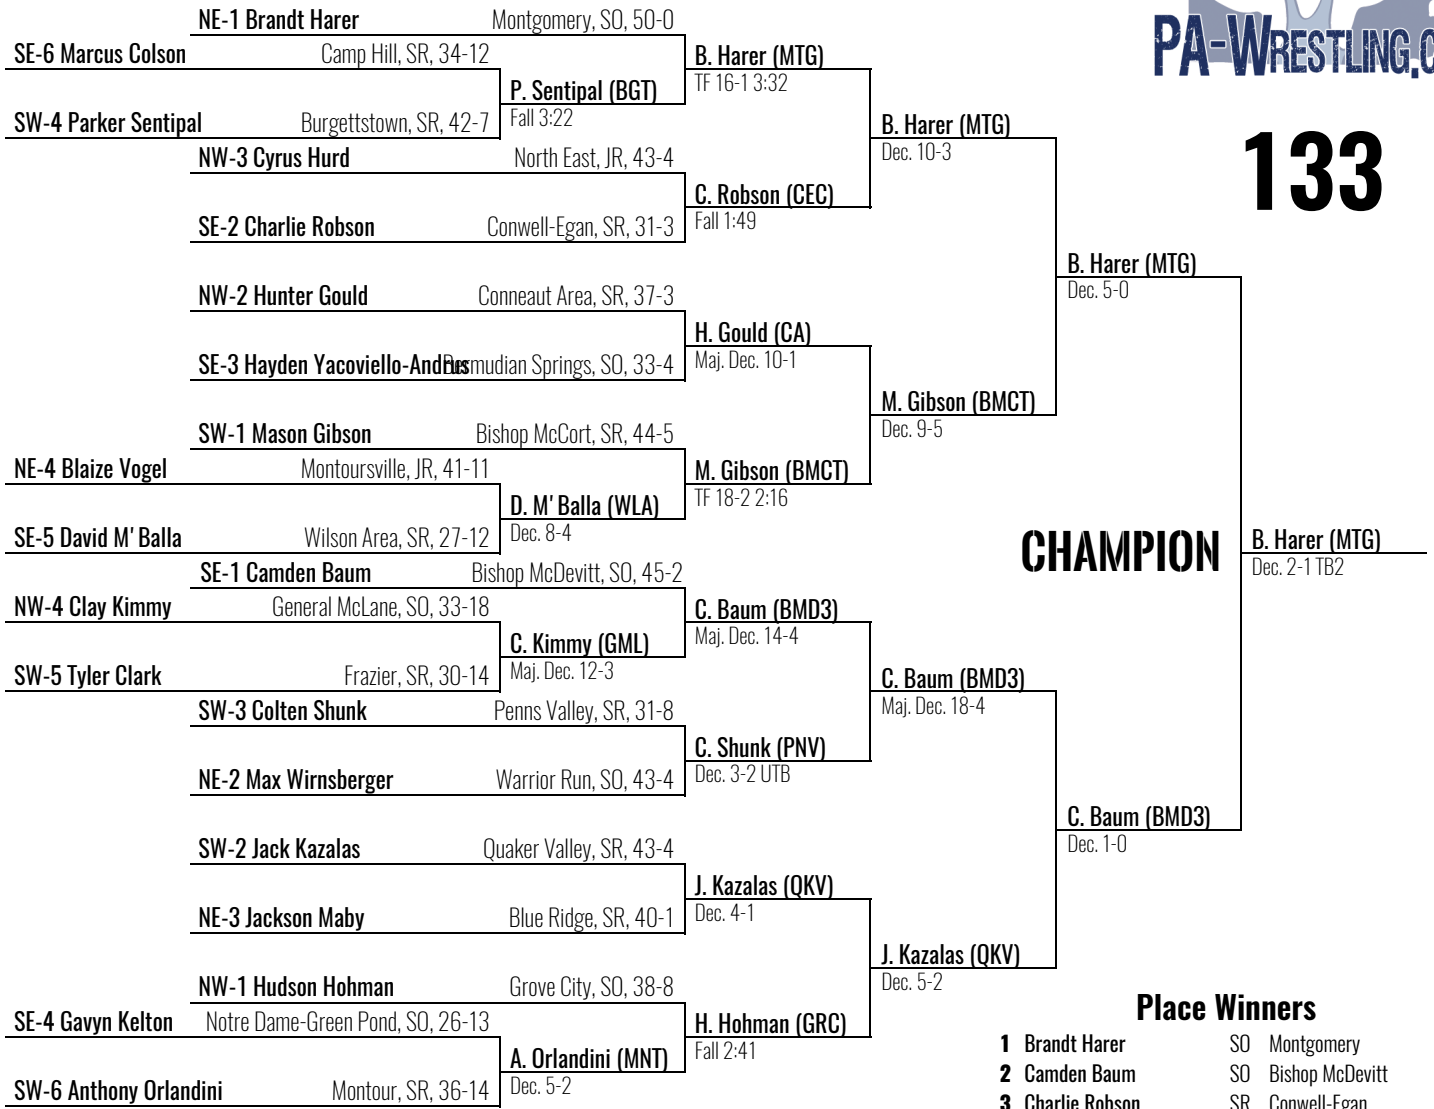 NE-1 Brandt Harer Montgomery, SO, 50-0
SE-6 Marcus Colson Camp Hill, SR, 34-12
P. Sentipal (BGT)
Fall 3:22
SW-4 Parker Sentipal Burgettstown, SR, 42-7
B. Harer (MTG)
TF 16-1 3:32
NW-3 Cyrus Hurd North East, JR, 43-4
C. Robson (CEC)
Fall 1:49
SE-2 Charlie Robson Conwell-Egan, SR, 31-3
B. Harer (MTG)
Dec. 10-3
NW-2 Hunter Gould Conneaut Area, SR, 37-3
H. Gould (CA)
Maj. Dec. 10-1
SE-3 Hayden Yacoviello-Andrus Bermudian Springs, SO, 33-4
M. Gibson (BMCT)
Dec. 9-5
SW-1 Mason Gibson Bishop McCort, SR, 44-5
NE-4 Blaize Vogel Montoursville, JR, 41-11
M. Gibson (BMCT)
TF 18-2 2:16
D. M'Balla (WLA)
Dec. 8-4
SE-5 David M'Balla Wilson Area, SR, 27-12
B. Harer (MTG)
Dec. 5-0
SE-1 Camden Baum Bishop McDevitt, SO, 45-2
NW-4 Clay Kimmy General McLane, SO, 33-18
C. Baum (BMD3)
Maj. Dec. 14-4
C. Kimmy (GML)
Maj. Dec. 12-3
SW-5 Tyler Clark Frazier, SR, 30-14
C. Baum (BMD3)
Maj. Dec. 18-4
SW-3 Colten Shunk Penns Valley, SR, 31-8
C. Shunk (PNV)
Dec. 3-2 UTB
NE-2 Max Wirnsberger Warrior Run, SO, 43-4
C. Baum (BMD3)
Dec. 1-0
SW-2 Jack Kazalas Quaker Valley, SR, 43-4
J. Kazalas (QKV)
Dec. 4-1
NE-3 Jackson Maby Blue Ridge, SR, 40-1
J. Kazalas (QKV)
Dec. 5-2
NW-1 Hudson Hohman Grove City, SO, 38-8
SE-4 Gavyn Kelton Notre Dame-Green Pond, SO, 26-13
H. Hohman (GRC)
Fall 2:41
A. Orlandini (MNT)
Dec. 5-2
SW-6 Anthony Orlandini Montour, SR, 36-14
PA-WRESTLING.C
133
CHAMPION
B. Harer (MTG)
Dec. 2-1 TB2
Place Winners
1 Brandt Harer SO Montgomery
2 Camden Baum SO Bishop McDevitt
3 Charlie Robson SR Conwell-Egan